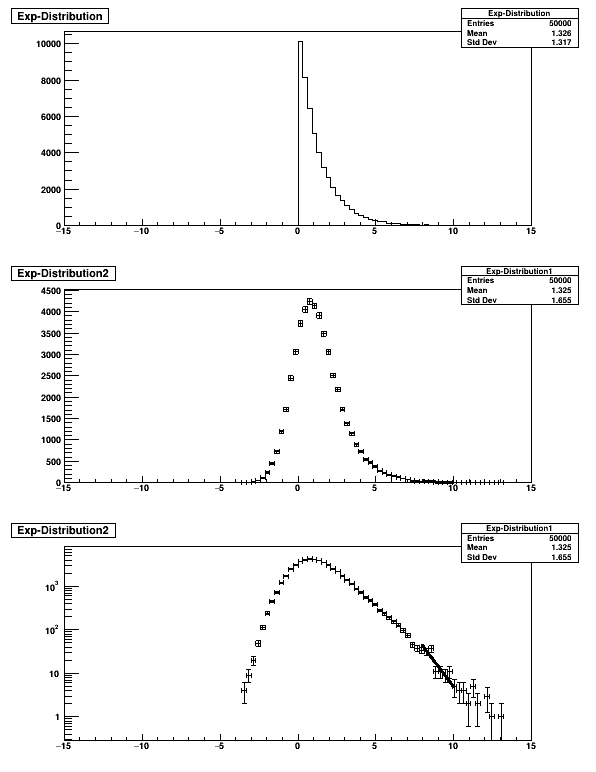 Exp-Distribution
Exp-Distribution
Entries 50000
Mean 1.326
Std Dev 1.317
10000
8000
6000
4000
2000
0
−15 −10 −5 0 5 10 15
Exp-Distribution2
Exp-Distribution1
Entries 50000
Mean 1.325
Std Dev 1.655
4500
4000
3500
3000
2500
2000
1500
1000
500
0
−15 −10 −5 0 5 10 15
Exp-Distribution2
Exp-Distribution1
Entries 50000
Mean 1.325
Std Dev 1.655
10³
10²
10
1
−15 −10 −5 0 5 10 15